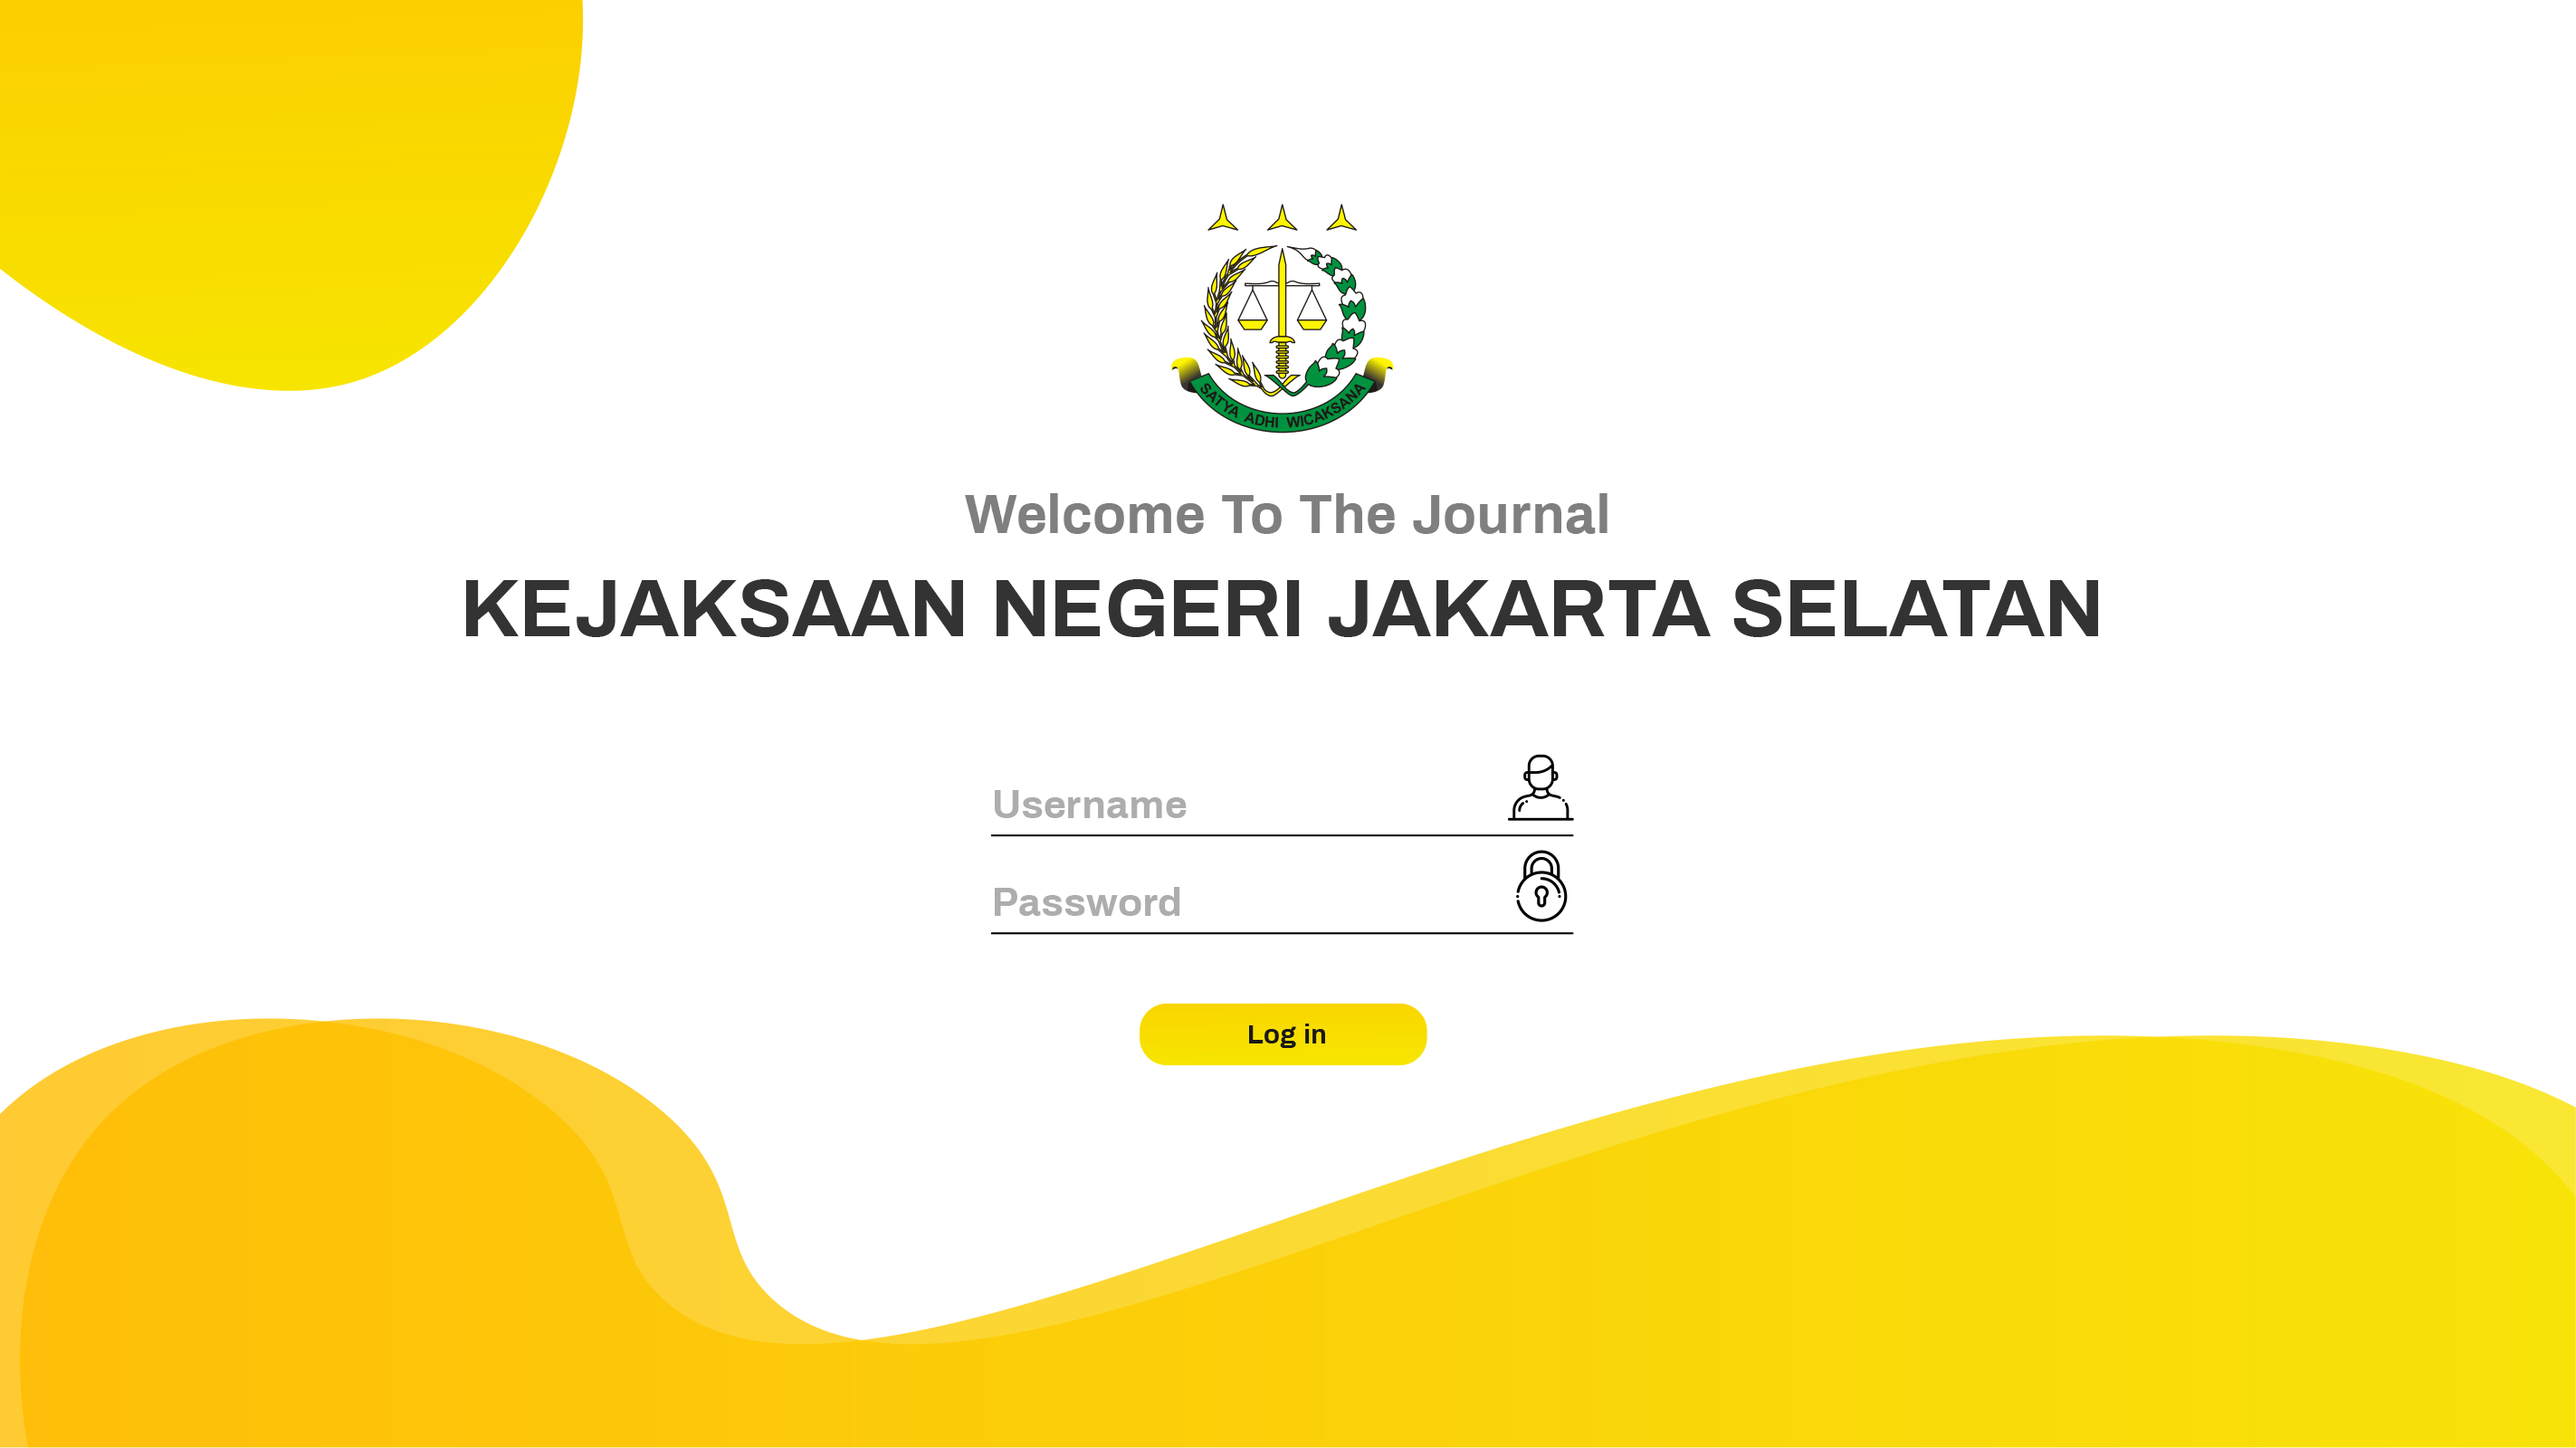 SATYA ADHI WICAKSANA
Welcome To The Journal
KEJAKSAAN NEGERI JAKARTA SELATAN
Username
Password
Log in